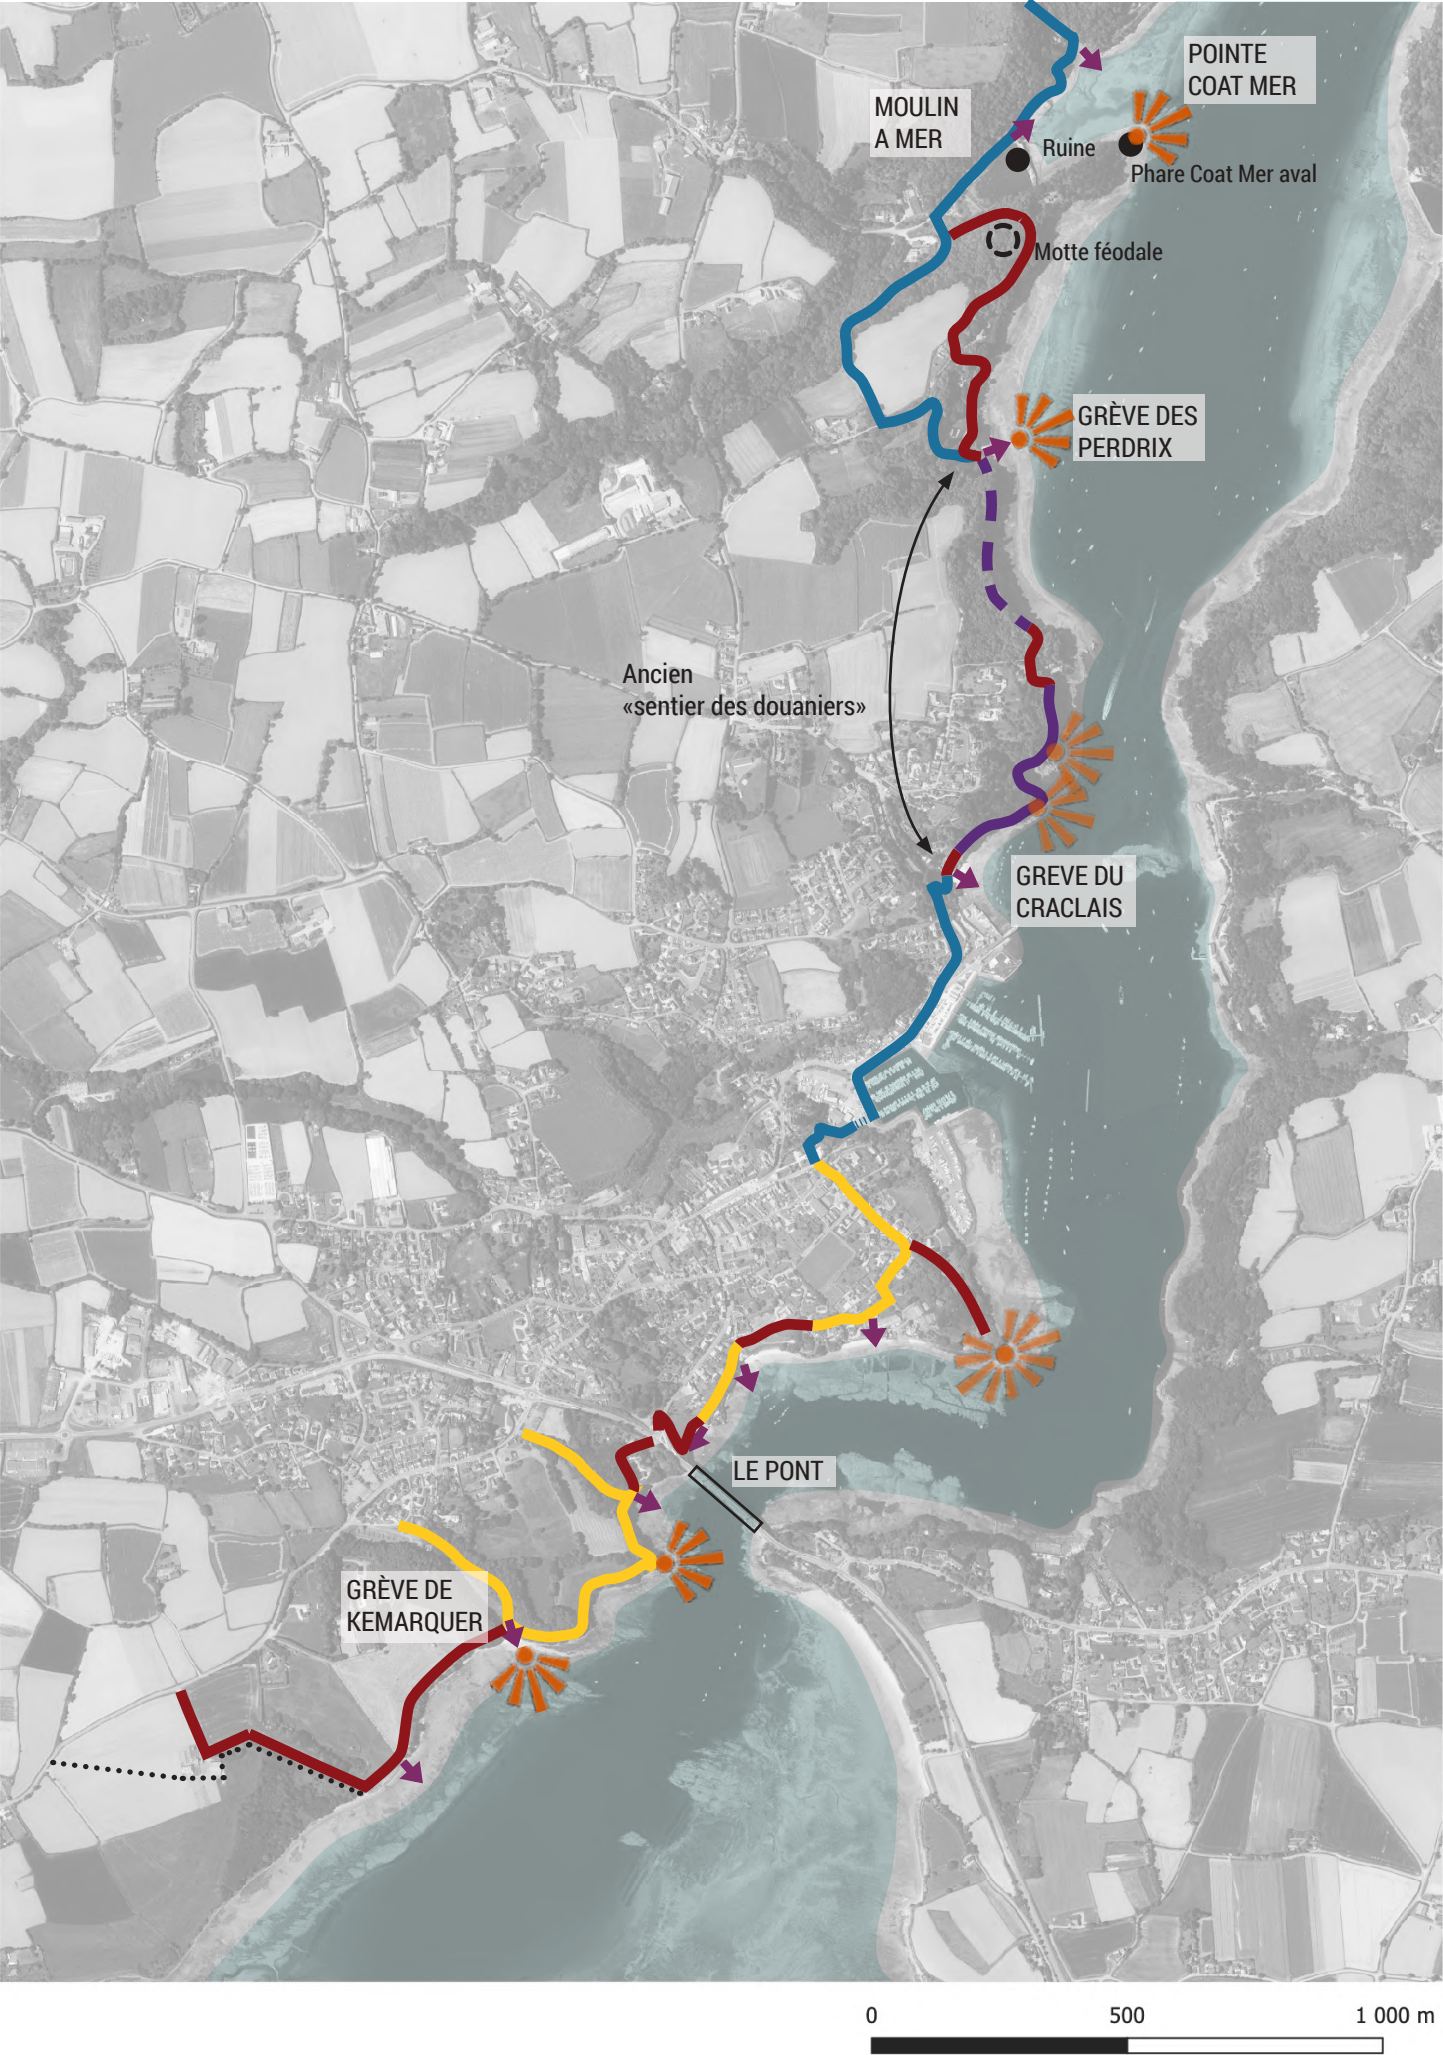 POINTE
COAT MER
MOULIN
A MER
Ruine
Phare Coat Mer aval
Motte féodale
GRÈVE DES
PERDRIX
Ancien
«sentier des douaniers»
GREVE DU
CRACLAIS
LE PONT
GRÈVE DE
KEMARQUER
0 500 1 000 m